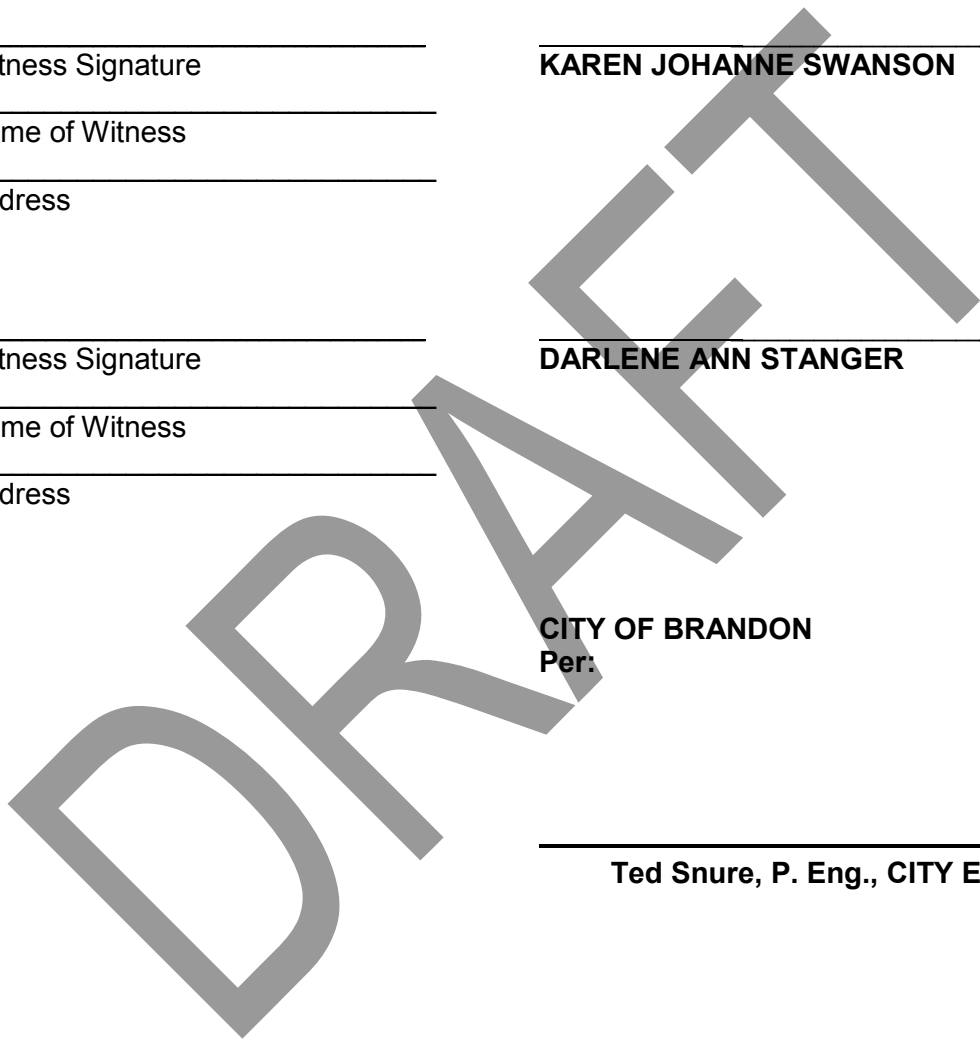 tness Signature
KAREN JOHANNE SWANSON
me of Witness
dress
tness Signature
DARLENE ANN STANGER
me of Witness
dress
CITY OF BRANDON
Per:
Ted Snure, P. Eng., CITY E
DRAFT